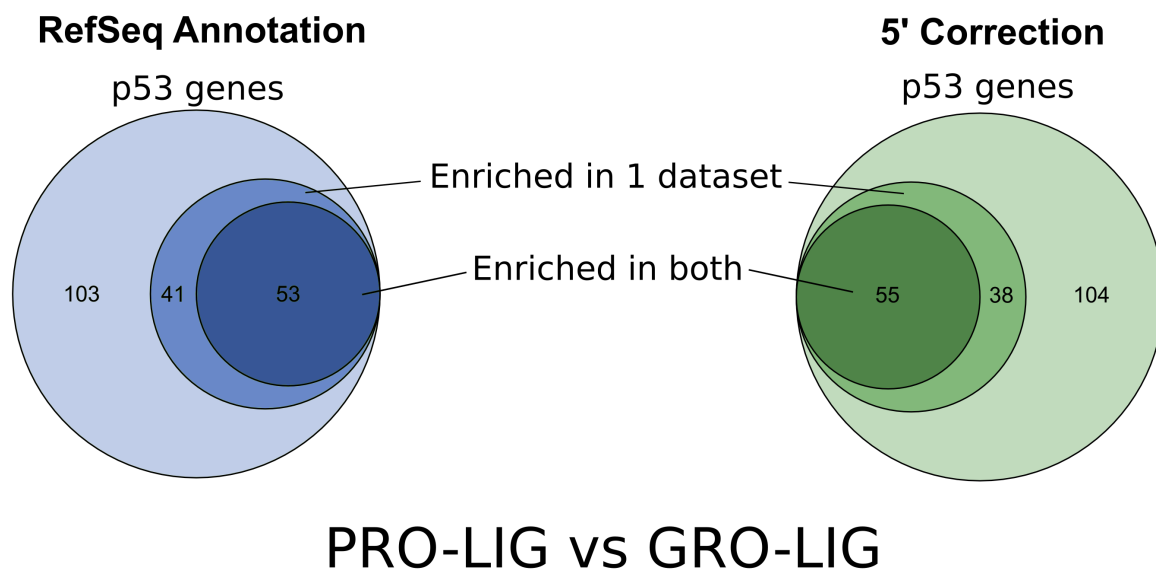 RefSeq Annotation
5' Correction
p53 genes
p53 genes
Enriched in 1 dataset
Enriched in both
103
41
53
55
38
104
PRO-LIG vs GRO-LIG